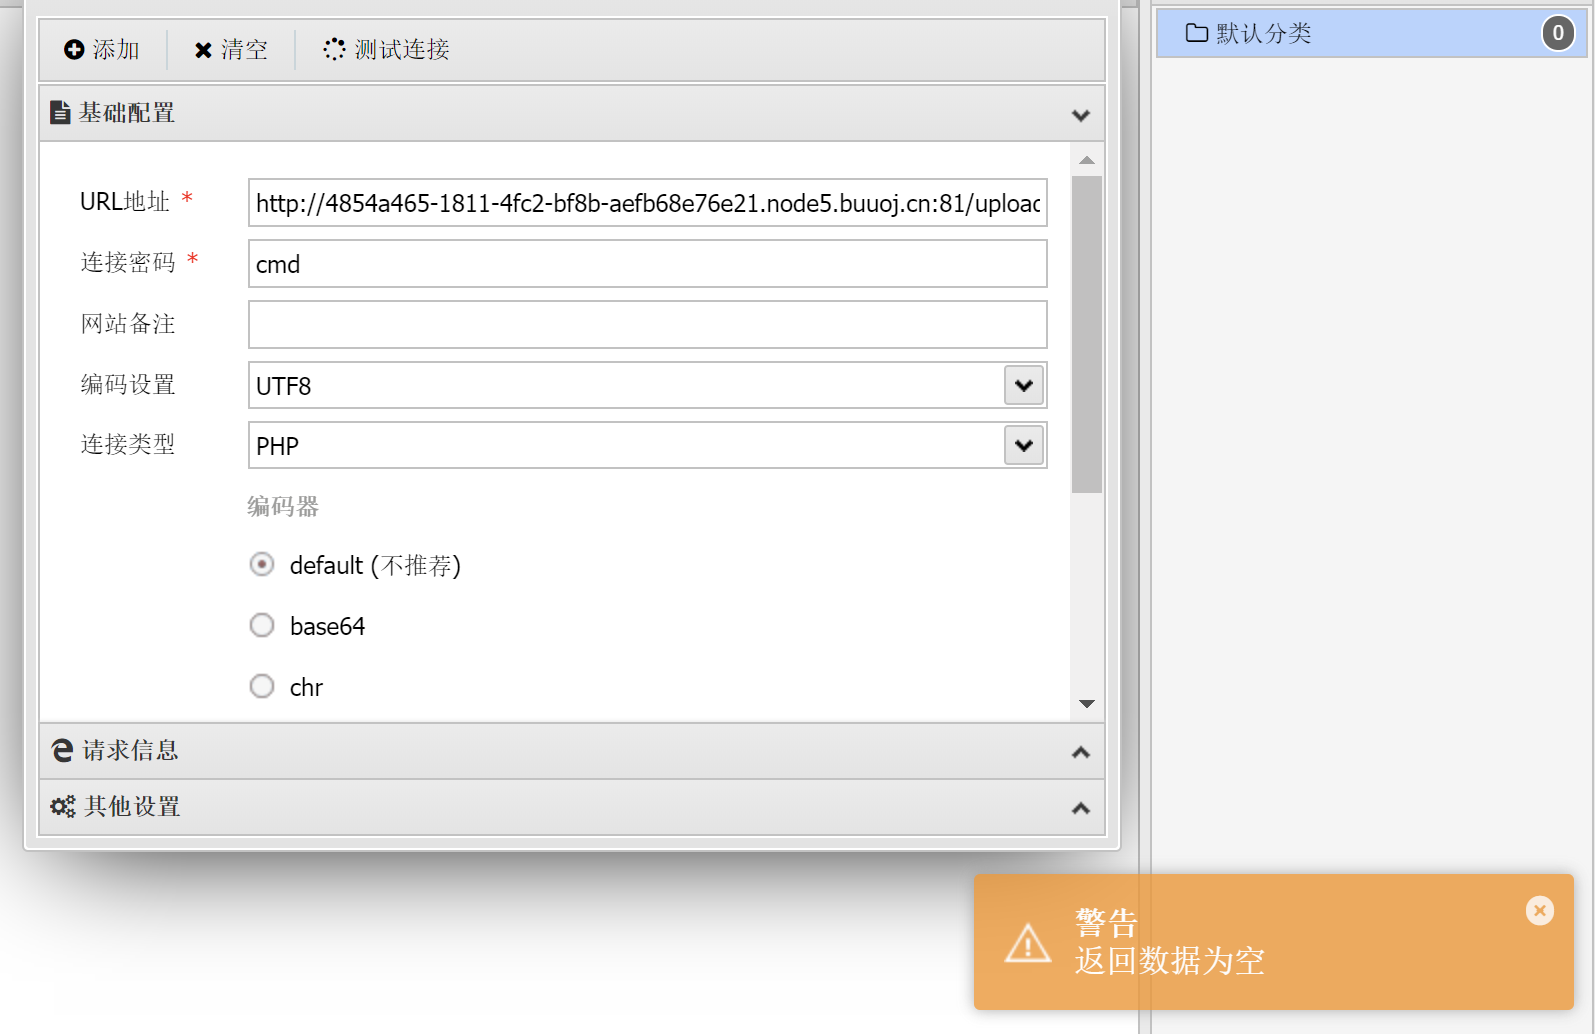 添加 清空 测试连接
默认分类 0
基础配置
URL地址 * http://4854a465-1811-4fc2-bf8b-aefb68e76e21.node5.buuoj.cn:81/uploac
连接密码 * cmd
网站备注
编码设置 UTF8
连接类型 PHP
编码器
default (不推荐)
base64
chr
请求信息
其他设置
警告
返回数据为空